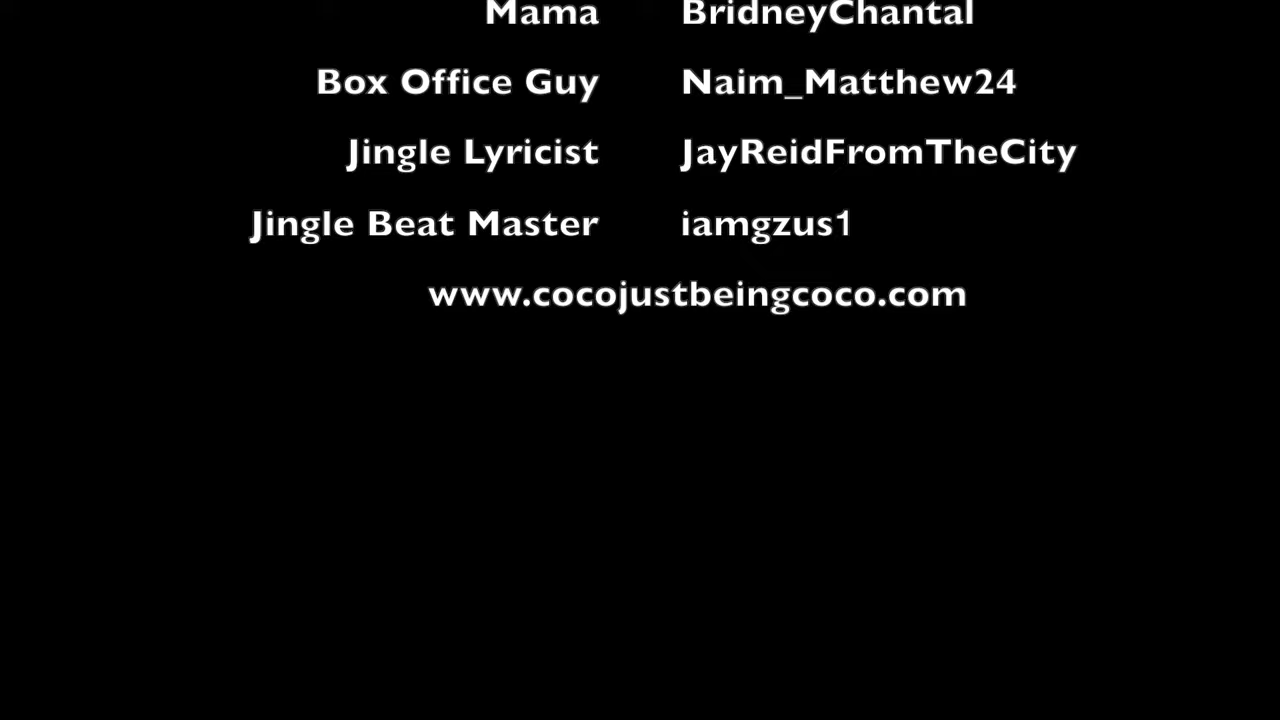 Mama BridneyChantal
Box Office Guy Naim_Matthew24
Jingle Lyricist JayReidFromTheCity
Jingle Beat Master iamgzus1
www.cocojustbeingcoco.com